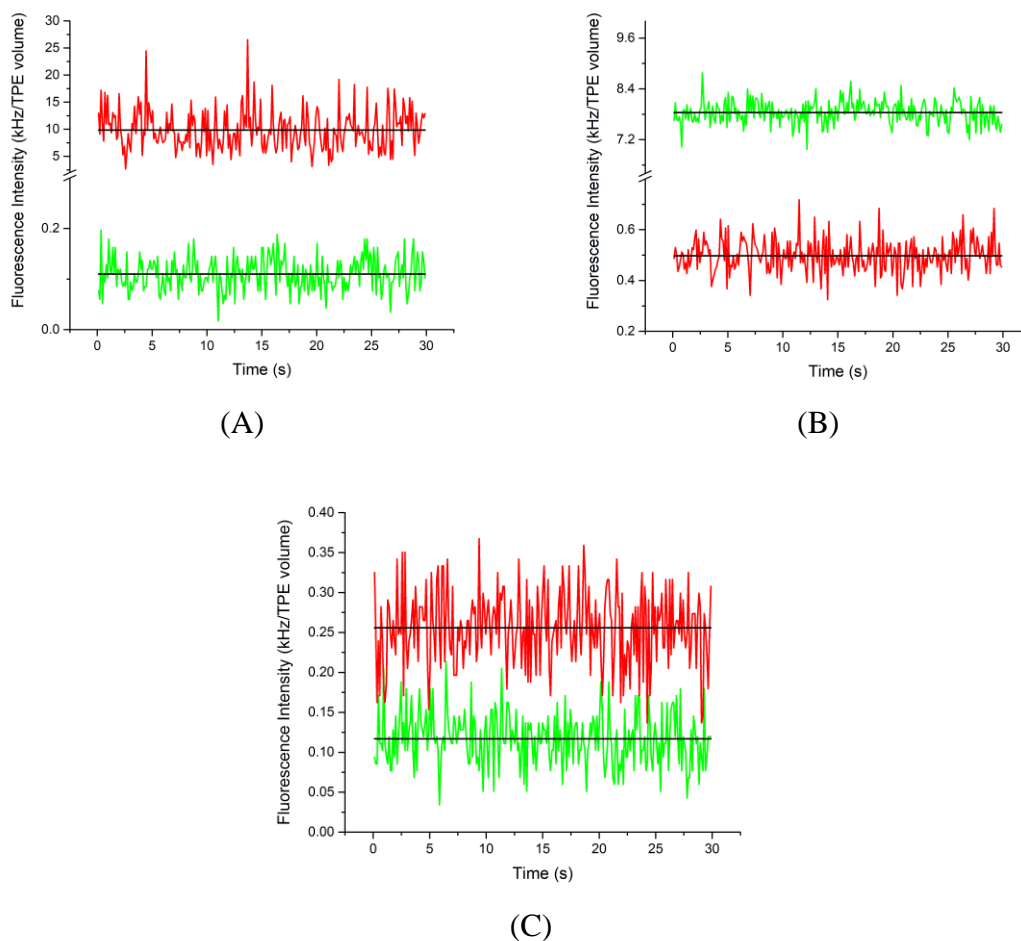 Fluorescence Intensity (kHz/TPE volume)
30
25
20
15
10
5
0.2
0.0
0 5 10 15 20 25 30
Time (s)
(A)
Fluorescence Intensity (kHz/TPE volume)
9.6
8.4
7.2
0.6
0.4
0.2
0 5 10 15 20 25 30
Time (s)
(B)
Fluorescence Intensity (kHz/TPE volume)
0.40
0.35
0.30
0.25
0.20
0.15
0.10
0.05
0.00
0 5 10 15 20 25 30
Time (s)
(C)